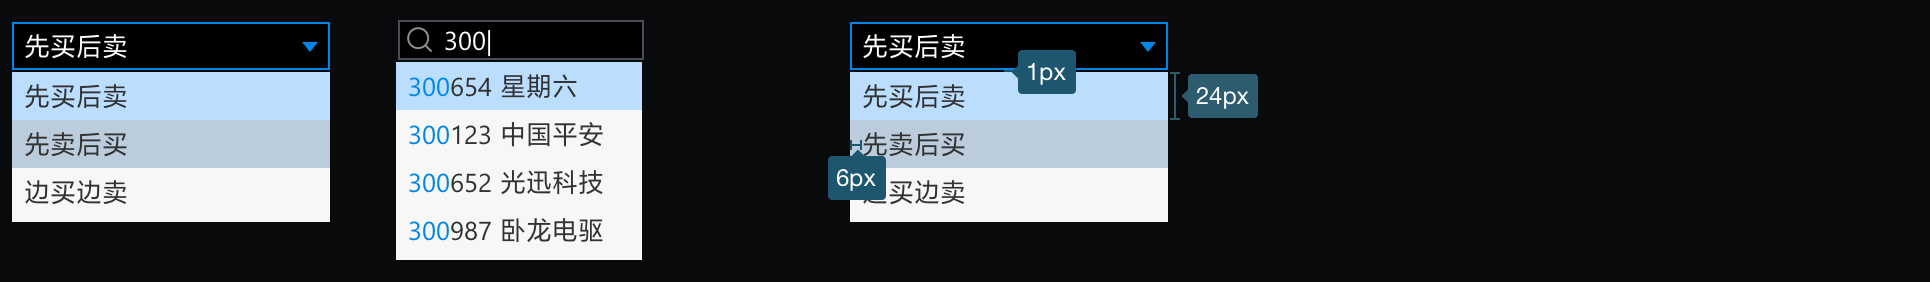 先买后卖
先买后卖
先卖后买
边买边卖
300
300654 星期六
300123 中国平安
300652 光迅科技
300987 卧龙电驱
先买后卖
1px
先买后卖
24px
先卖后买
6px
边买边卖